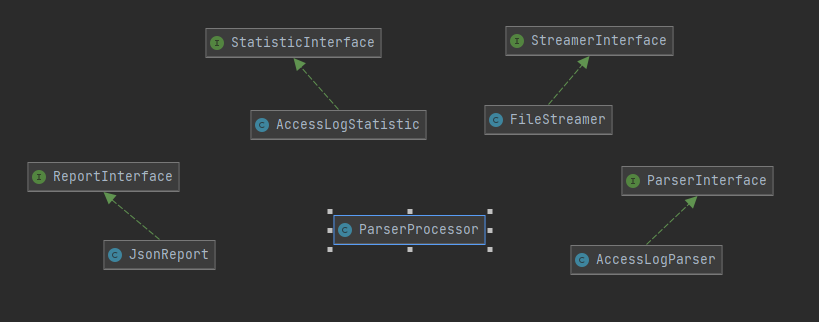 I StatisticInterface
I StreamerInterface
C AccessLogStatistic
C FileStreamer
I ReportInterface
I ParserInterface
C ParserProcessor
C JsonReport
C AccessLogParser